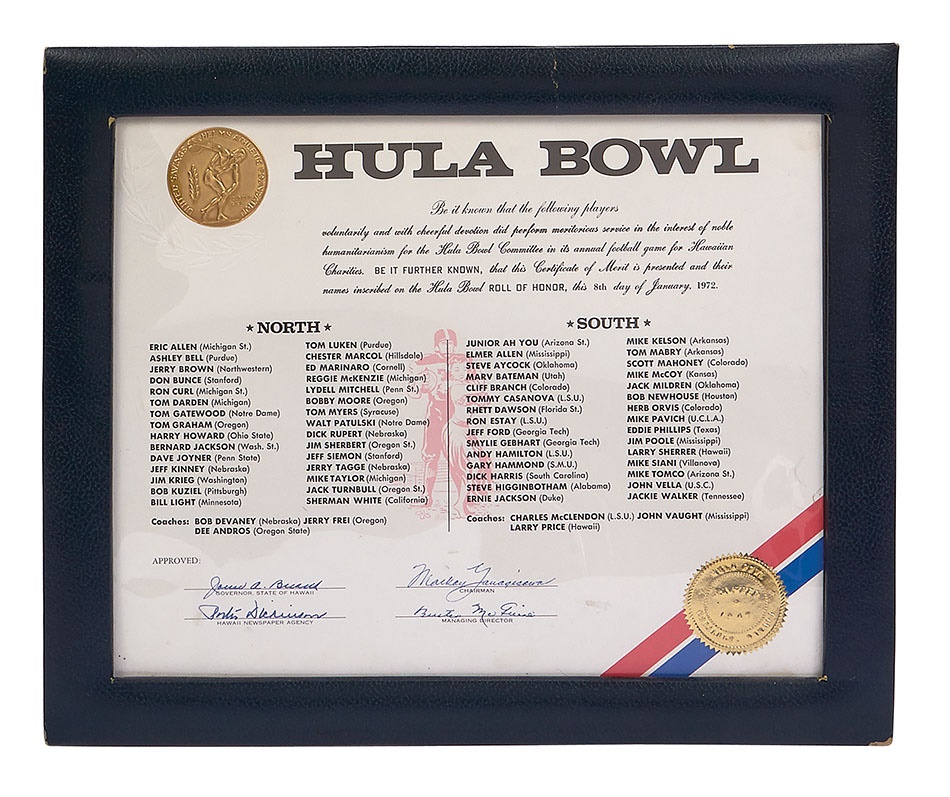 HULA BOWL
Be it known that the following players
voluntarily and with cheerful devotion did perform meritorious service in the interest of noble
humanitarianism for the Hula Bowl Committee in its annual football game for Hawaiian
Charities. BE IT FURTHER KNOWN, that this Certificate of Merit is presented and their
names inscribed on the Hula Bowl ROLL OF HONOR, this 8th day of January, 1972.
★ NORTH ★
ERIC ALLEN (Michigan St.)
ASHLEY BELL (Purdue)
JERRY BROWN (Northwestern)
DON BUNCE (Stanford)
RON CURL (Michigan St.)
TOM DARDEN (Michigan)
TOM GATEWOOD (Notre Dame)
TOM GRAHAM (Oregon)
HARRY HOWARD (Ohio State)
BERNARD JACKSON (Wash. St.)
DAVE JOYNER (Penn State)
JEFF KINNEY (Nebraska)
JIM KRIEG (Washington)
BOB KUZIEL (Pittsburgh)
BILL LIGHT (Minnesota)
TOM LUKEN (Purdue)
CHESTER MARCOL (Hillsdale)
ED MARINARO (Cornell)
REGGIE McKENZIE (Michigan)
LYDELL MITCHELL (Penn St.)
BOBBY MOORE (Oregon)
TOM MYERS (Syracuse)
WALT PATULSKI (Notre Dame)
DICK RUPERT (Nebraska)
JIM SHERBERT (Oregon St.)
JEFF SIEMON (Stanford)
JERRY TAGGE (Nebraska)
MIKE TAYLOR (Michigan)
JACK TURNBULL (Oregon St.)
SHERMAN WHITE (California)
Coaches: BOB DEVANEY (Nebraska) JERRY FREI (Oregon)
DEE ANDROS (Oregon State)
★ SOUTH ★
JUNIOR AH YOU (Arizona St.)
ELMER ALLEN (Mississippi)
STEVE AYCOCK (Oklahoma)
MARV BATEMAN (Utah)
CLIFF BRANCH (Colorado)
TOMMY CASANOVA (L.S.U.)
RHETT DAWSON (Florida St.)
RON ESTAY (L.S.U.)
JEFF FORD (Georgia Tech)
SMYLIE GEBHART (Georgia Tech)
ANDY HAMILTON (L.S.U.)
GARY HAMMOND (S.M.U.)
DICK HARRIS (South Carolina)
STEVE HIGGINBOTHAM (Alabama)
ERNIE JACKSON (Duke)
MIKE KELSON (Arkansas)
TOM MABRY (Arkansas)
SCOTT MAHONEY (Colorado)
MIKE McCOY (Kansas)
JACK MILDREN (Oklahoma)
BOB NEWHOUSE (Houston)
HERB ORVIS (Colorado)
MIKE PAVICH (U.C.L.A.)
EDDIE PHILLIPS (Texas)
JIM POOLE (Mississippi)
LARRY SHERRER (Hawaii)
MIKE SIANI (Villanova)
MIKE TOMCO (Arizona St.)
JOHN VELLA (U.S.C.)
JACKIE WALKER (Tennessee)
Coaches: CHARLES McCLENDON (L.S.U.) JOHN VAUGHT (Mississippi)
LARRY PRICE (Hawaii)
APPROVED:
John A. Burns
GOVERNOR, STATE OF HAWAII
CHAIRMAN
HAWAII NEWSPAPER AGENCY
MANAGING DIRECTOR